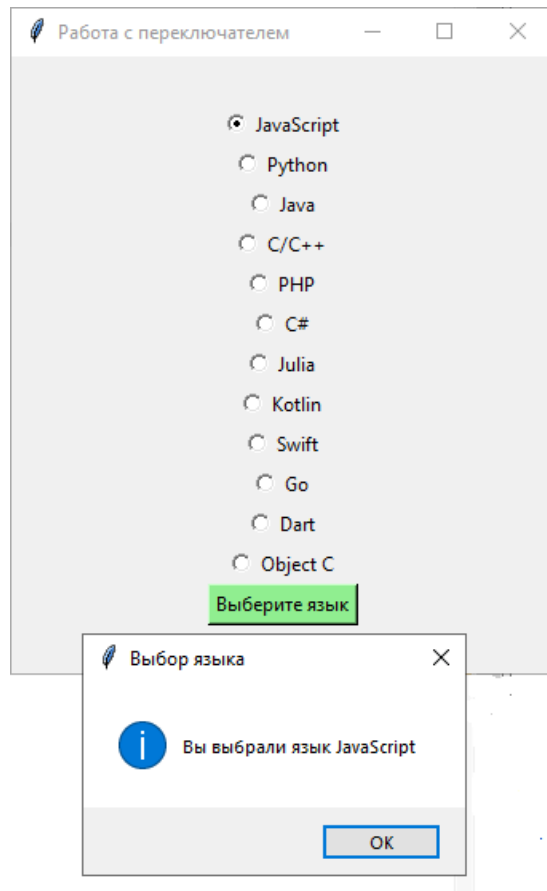 Работа с переключателем
JavaScript
Python
Java
C/C++
PHP
C#
Julia
Kotlin
Swift
Go
Dart
Object C
Выберите язык
Выбор языка
Вы выбрали язык JavaScript
OK